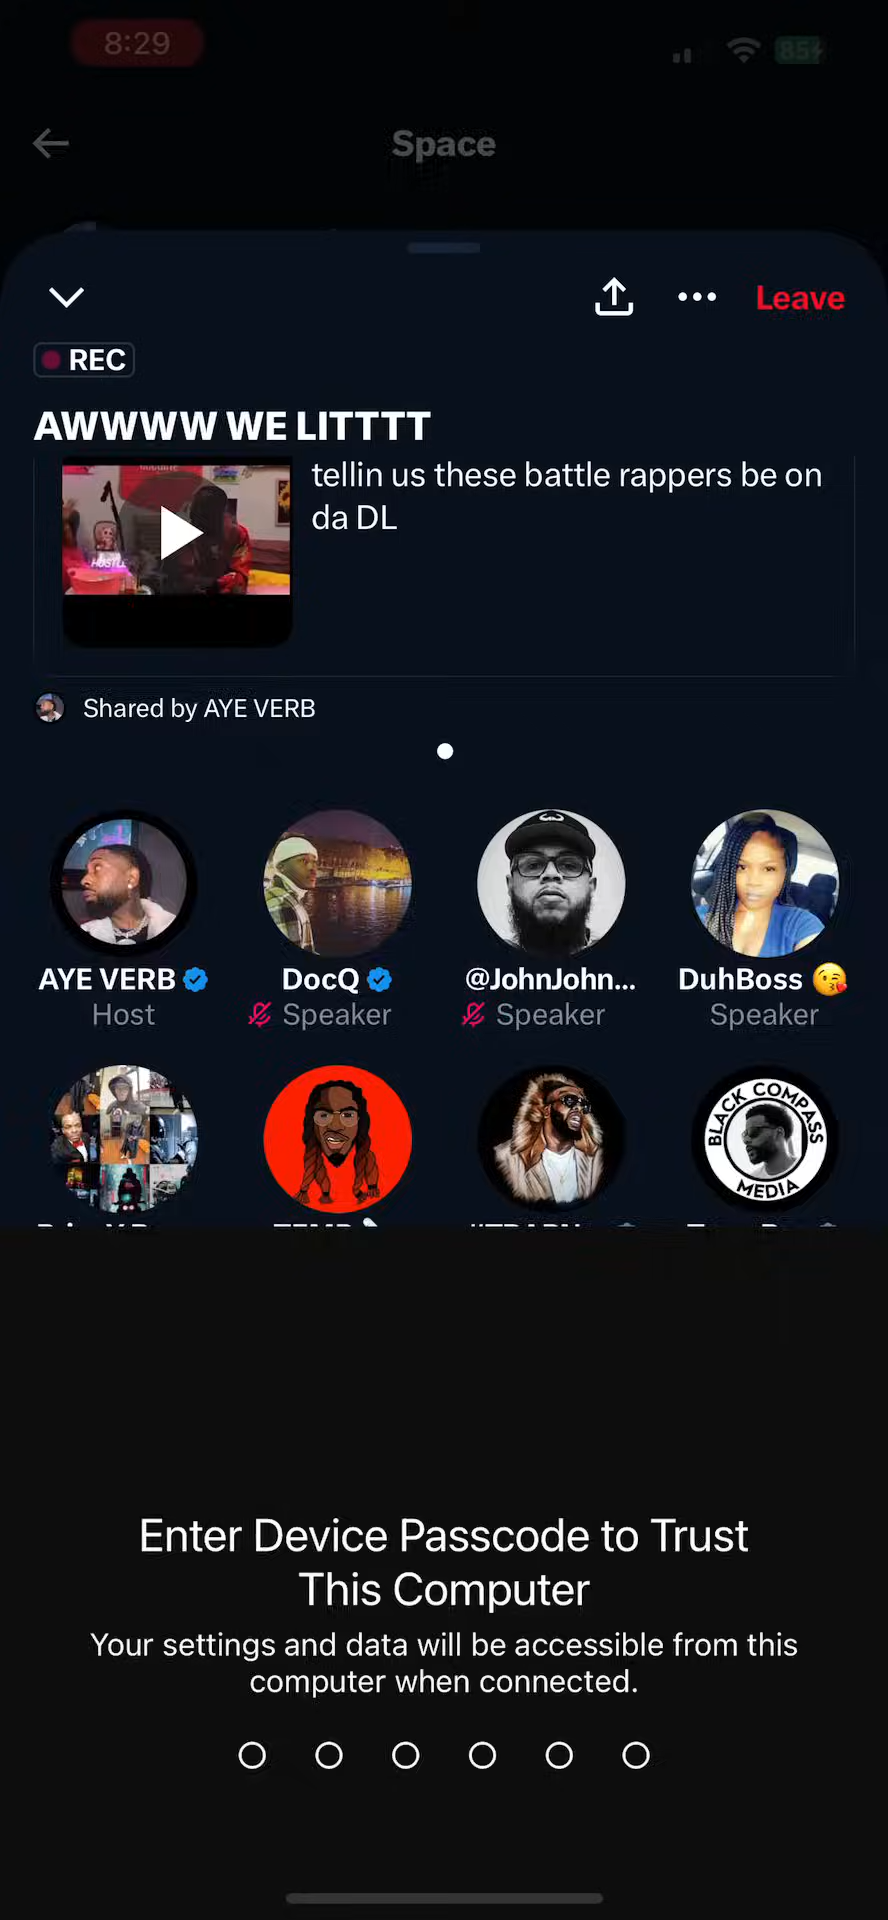 8:29
85
Space
Leave
REC
AWWWW WE LITTTT
tellin us these battle rappers be on
da DL
HUSTLE
Shared by AYE VERB
AYE VERB
DocQ
@JohnJohn...
DuhBoss 😘
Host
Speaker
Speaker
Speaker
BLACK COMPASS
MEDIA
Enter Device Passcode to Trust
This Computer
Your settings and data will be accessible from this
computer when connected.